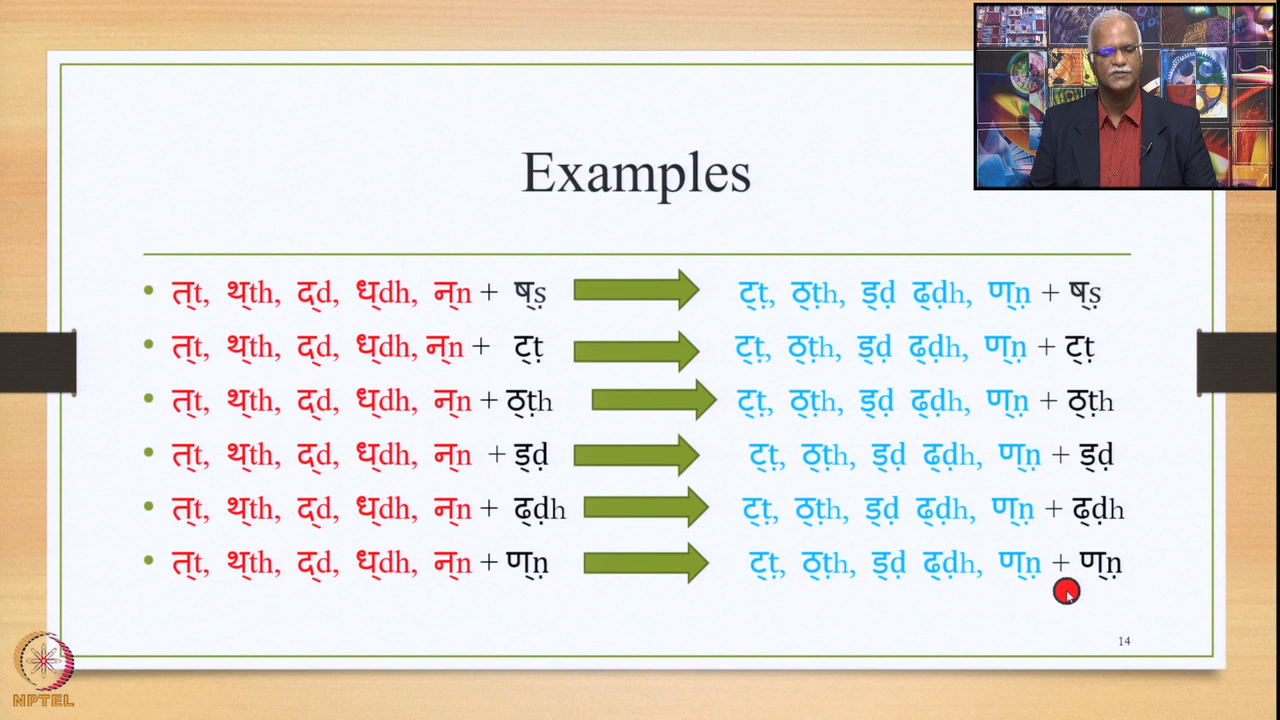 Examples
• त्t, थ्th, द्d, ध्dh, न्n + ष्ṣ ट्ṭ, ठ्ṭh, ड्ḍ ढ्ḍh, ण्ṇ + ष्ṣ
• त्t, थ्th, द्d, ध्dh, न्n + ट्ṭ ट्ṭ, ठ्ṭh, ड्ḍ ढ्ḍh, ण्ṇ + ट्ṭ
• त्t, थ्th, द्d, ध्dh, न्n + ठ्ṭh ट्ṭ, ठ्ṭh, ड्ḍ ढ्ḍh, ण्ṇ + ठ्ṭh
• त्t, थ्th, द्d, ध्dh, न्n + ड्ḍ ट्ṭ, ठ्ṭh, ड्ḍ ढ्ḍh, ण्ṇ + ड्ḍ
• त्t, थ्th, द्d, ध्dh, न्n + ढ्ḍh ट्ṭ, ठ्ṭh, ड्ḍ ढ्ḍh, ण्ṇ + ढ्ḍh
• त्t, थ्th, द्d, ध्dh, न्n + ण्ṇ ट्ṭ, ठ्ṭh, ड्ḍ ढ्ḍh, ण्ṇ + ण्ṇ
14
NPTEL